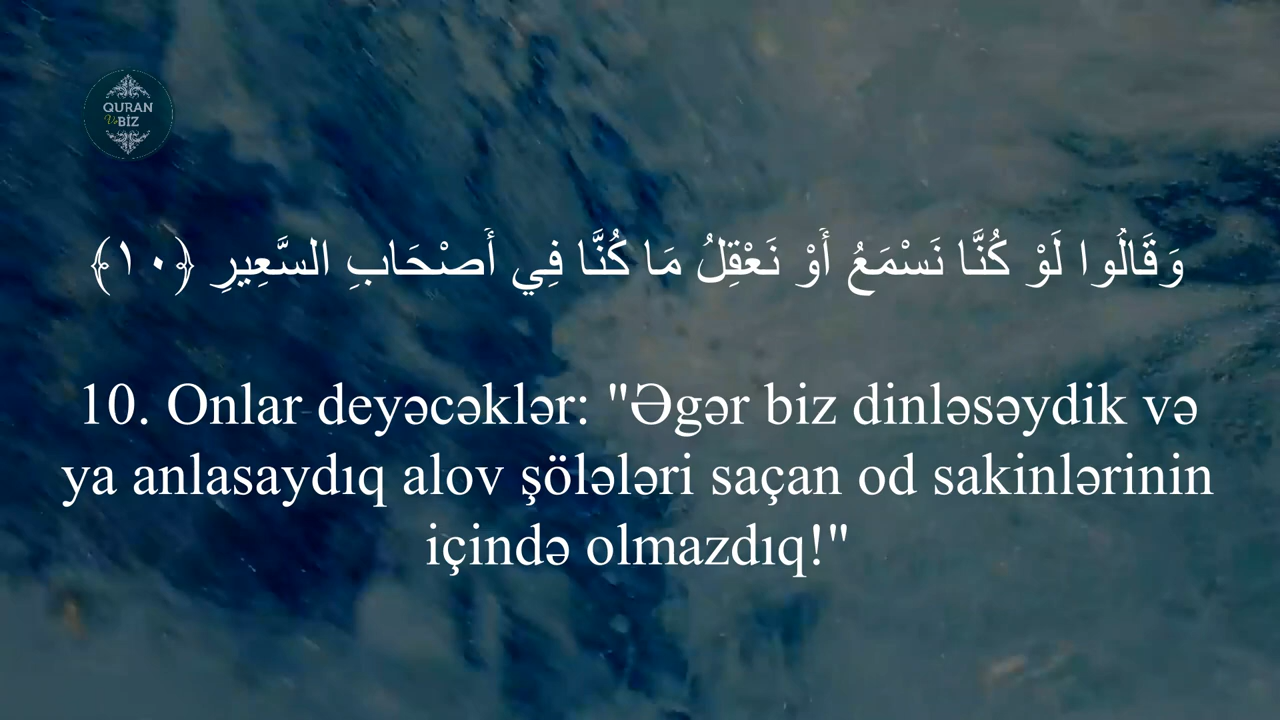 QURAN
Və BİZ
وَقَالُوا لَوْ كُنَّا نَسْمَعُ أَوْ نَعْقِلُ مَا كُنَّا فِي أَصْحَابِ السَّعِيرِ ﴿١٠﴾
10. Onlar deyəcəklər: "Əgər biz dinləsəydik və
ya anlasaydıq alov şölələri saçan od sakinlərinin
içində olmazdıq!"